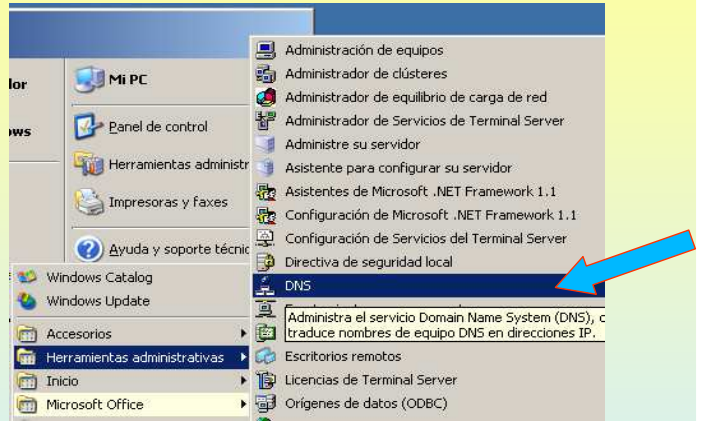 dor
ows
Mi PC
Panel de control
Herramientas administr
Impresoras y faxes
Ayuda y soporte técnic
Windows Catalog
Windows Update
Accesorios
Herramientas administrativas
Inicio
Microsoft Office
Administración de equipos
Administrador de clústeres
Administrador de equilibrio de carga de red
Administrador de Servicios de Terminal Server
Administre su servidor
Asistente para configurar su servidor
Asistentes de Microsoft .NET Framework 1.1
Configuración de Microsoft .NET Framework 1.1
Configuración de Servicios del Terminal Server
Directiva de seguridad local
DNS
Administra el servicio Domain Name System (DNS), c
traduce nombres de equipo DNS en direcciones IP.
Escritorios remotos
Licencias de Terminal Server
Orígenes de datos (ODBC)